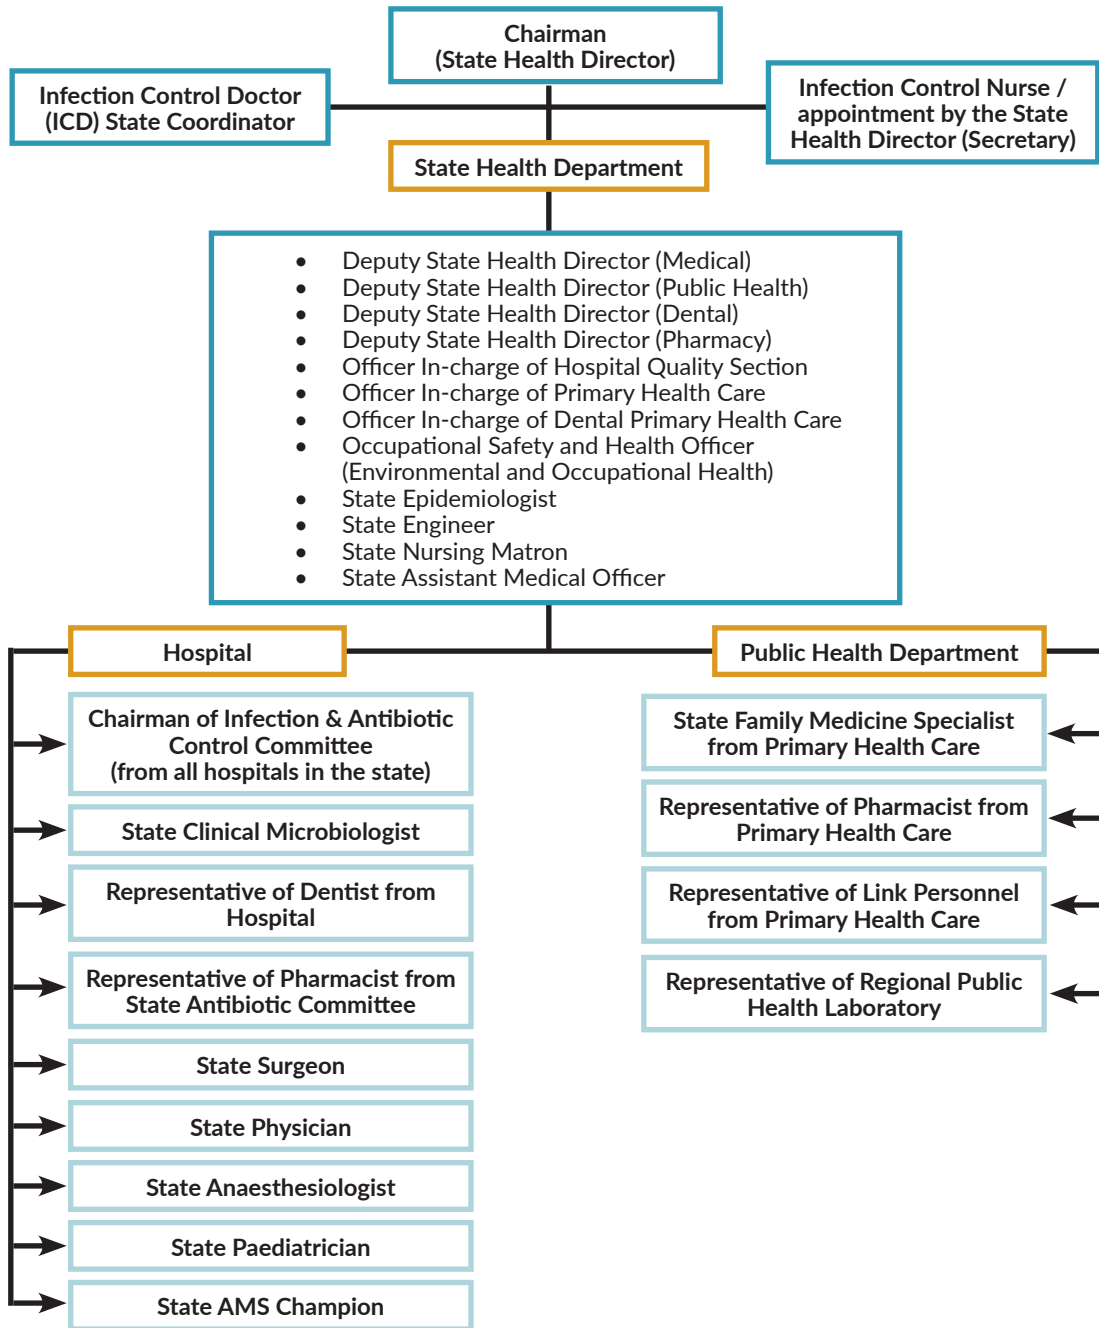 Chairman
(State Health Director)
Infection Control Doctor
(ICD) State Coordinator
Infection Control Nurse /
appointment by the State
Health Director (Secretary)
State Health Department
• Deputy State Health Director (Medical)
• Deputy State Health Director (Public Health)
• Deputy State Health Director (Dental)
• Deputy State Health Director (Pharmacy)
• Officer In-charge of Hospital Quality Section
• Officer In-charge of Primary Health Care
• Officer In-charge of Dental Primary Health Care
• Occupational Safety and Health Officer
(Environmental and Occupational Health)
• State Epidemiologist
• State Engineer
• State Nursing Matron
• State Assistant Medical Officer
Hospital
Chairman of Infection & Antibiotic
Control Committee
(from all hospitals in the state)
State Clinical Microbiologist
Representative of Dentist from
Hospital
Representative of Pharmacist from
State Antibiotic Committee
State Surgeon
State Physician
State Anaesthesiologist
State Paediatrician
State AMS Champion
Public Health Department
State Family Medicine Specialist
from Primary Health Care
Representative of Pharmacist from
Primary Health Care
Representative of Link Personnel
from Primary Health Care
Representative of Regional Public
Health Laboratory